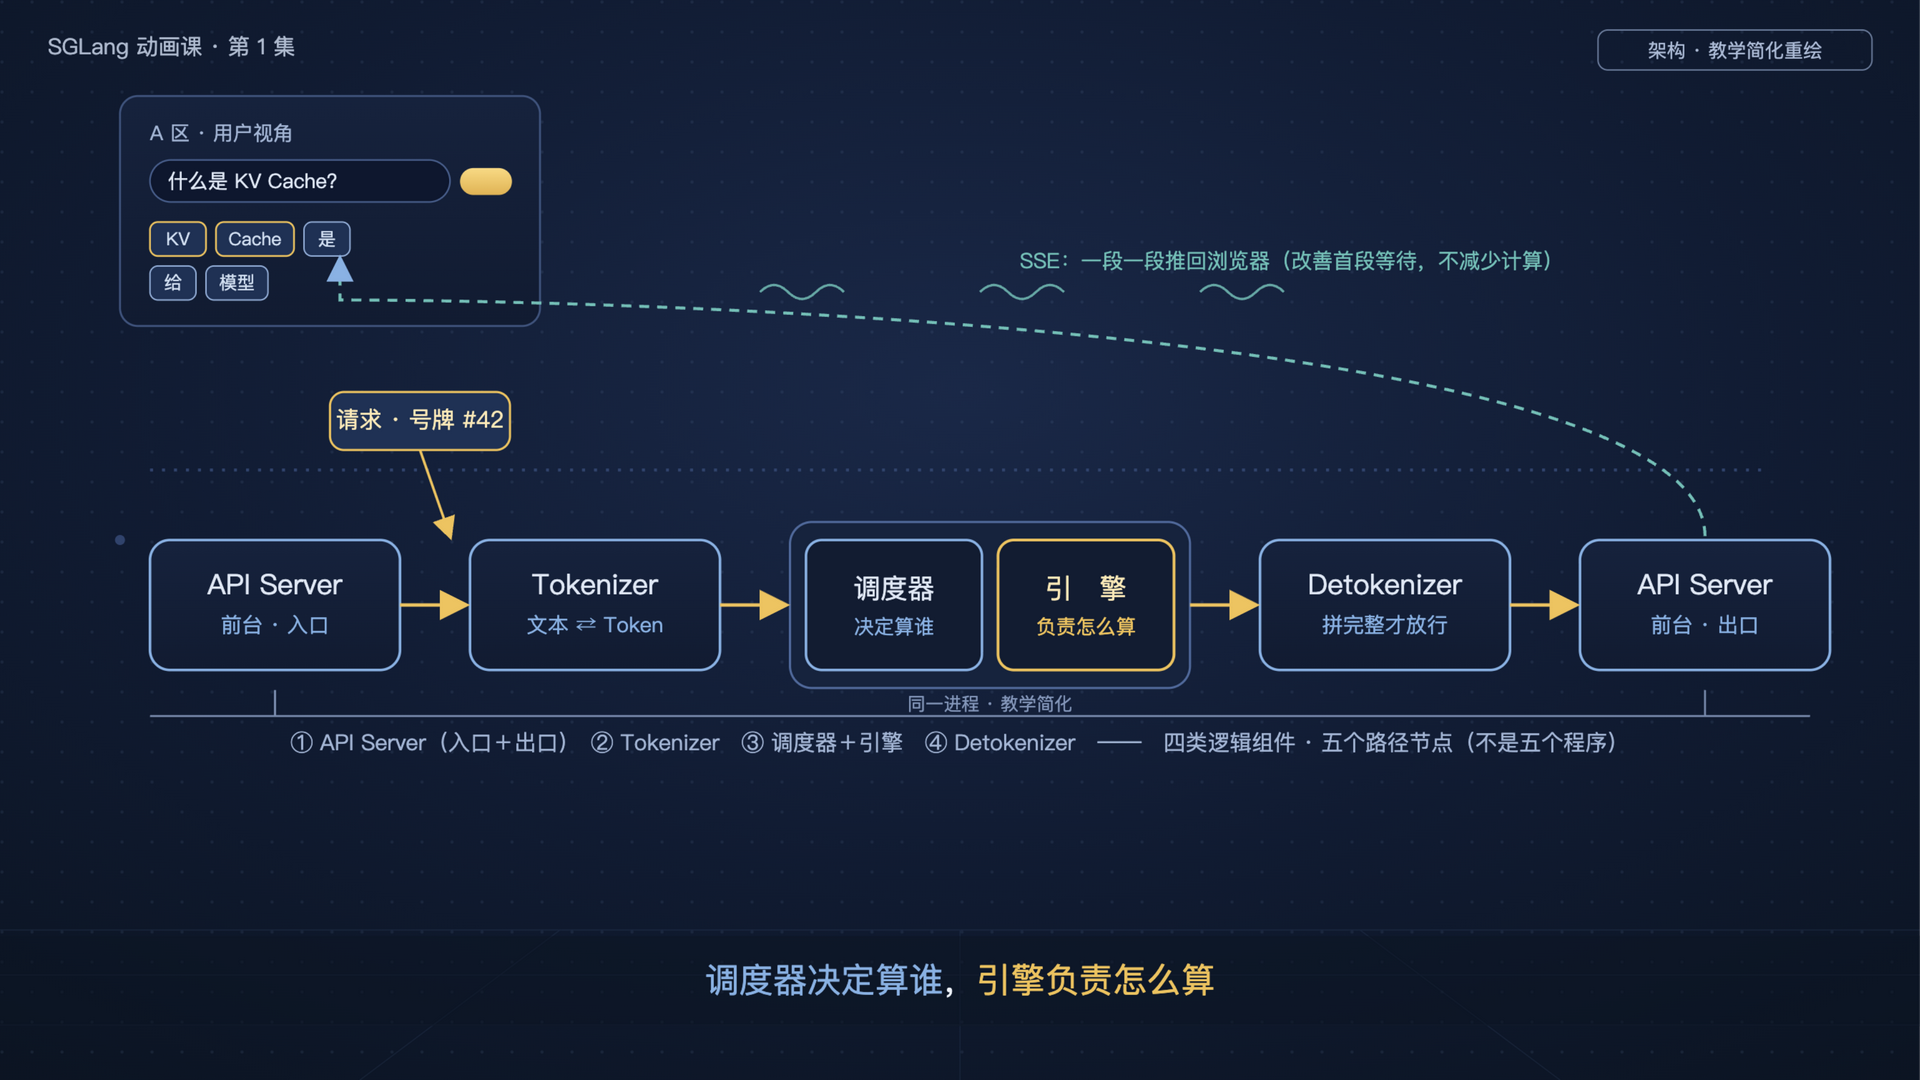 SGLang 动画课 · 第 1 集
架构 · 教学简化重绘
A 区 · 用户视角
什么是 KV Cache?
KV Cache 是
给 模型
SSE：一段一段推回浏览器（改善首段等待，不减少计算）
请求 · 号牌 #42
API Server
前台 · 入口
Tokenizer
文本 ⇄ Token
调度器
决定算谁
引 擎
负责怎么算
Detokenizer
拼完整才放行
API Server
前台 · 出口
同一进程 · 教学简化
① API Server（入口＋出口） ② Tokenizer ③ 调度器＋引擎 ④ Detokenizer —— 四类逻辑组件 · 五个路径节点（不是五个程序）
调度器决定算谁，引擎负责怎么算